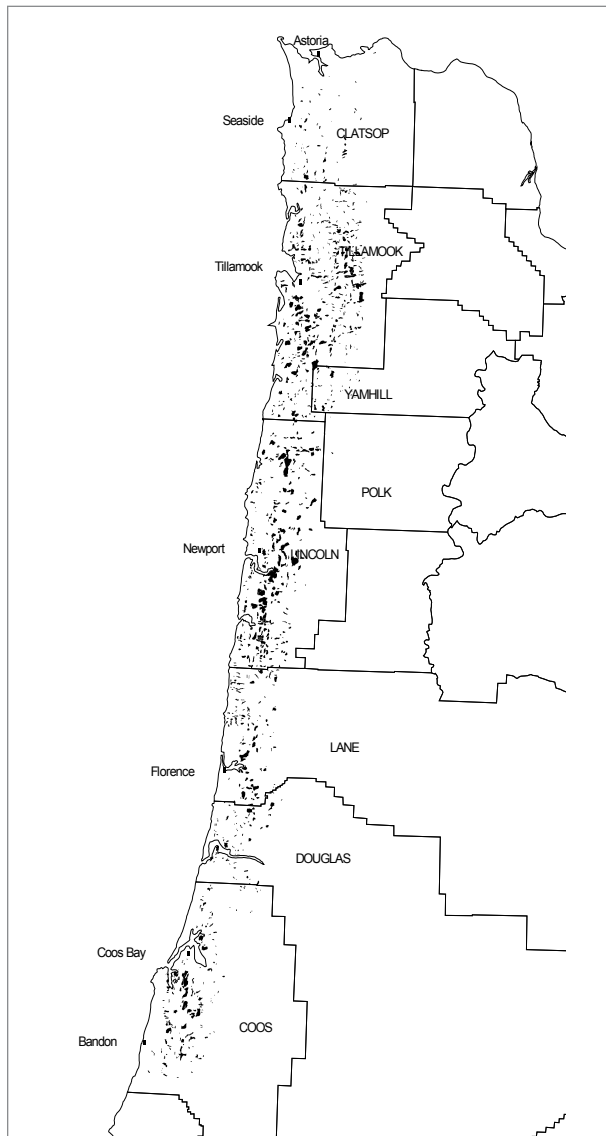 Astoria
Seaside
CLATSOP
TILLAMOOK
Tillamook
YAMHILL
POLK
Newport
LINCOLN
LANE
Florence
DOUGLAS
Coos Bay
COOS
Bandon